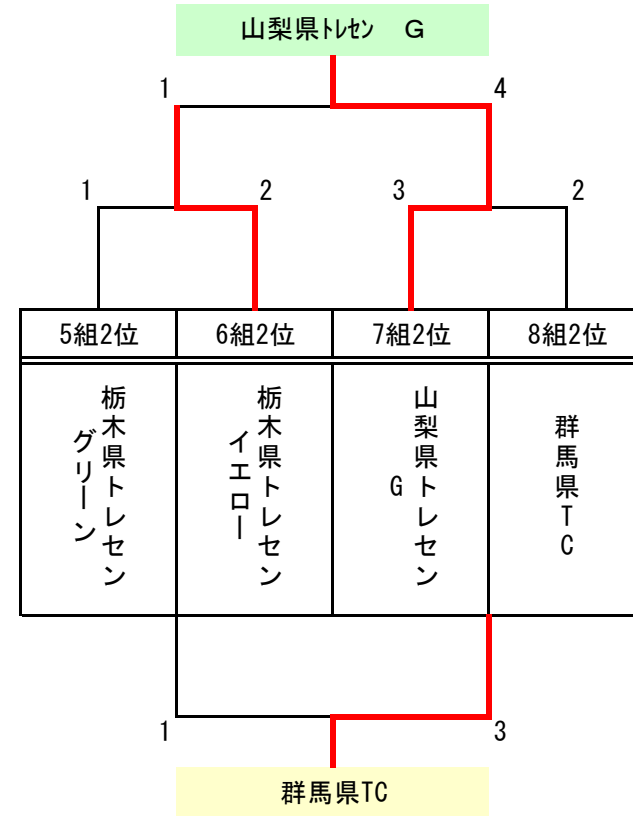 山梨県ﾄﾚｾﾝ　G
1
4
1
2
3
2
5組2位
6組2位
7組2位
8組2位
栃木県トレセン
グリーン
栃木県トレセン
イエロー
山梨県トレセン
G
群馬県TC
1
3
群馬県TC